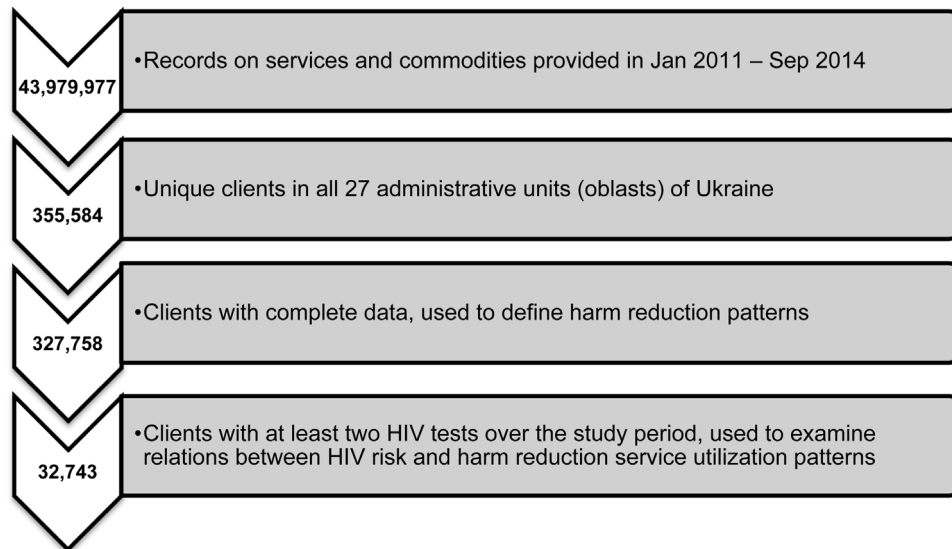 43,979,977
•Records on services and commodities provided in Jan 2011 – Sep 2014
355,584
•Unique clients in all 27 administrative units (oblasts) of Ukraine
327,758
•Clients with complete data, used to define harm reduction patterns
32,743
•Clients with at least two HIV tests over the study period, used to examine
relations between HIV risk and harm reduction service utilization patterns